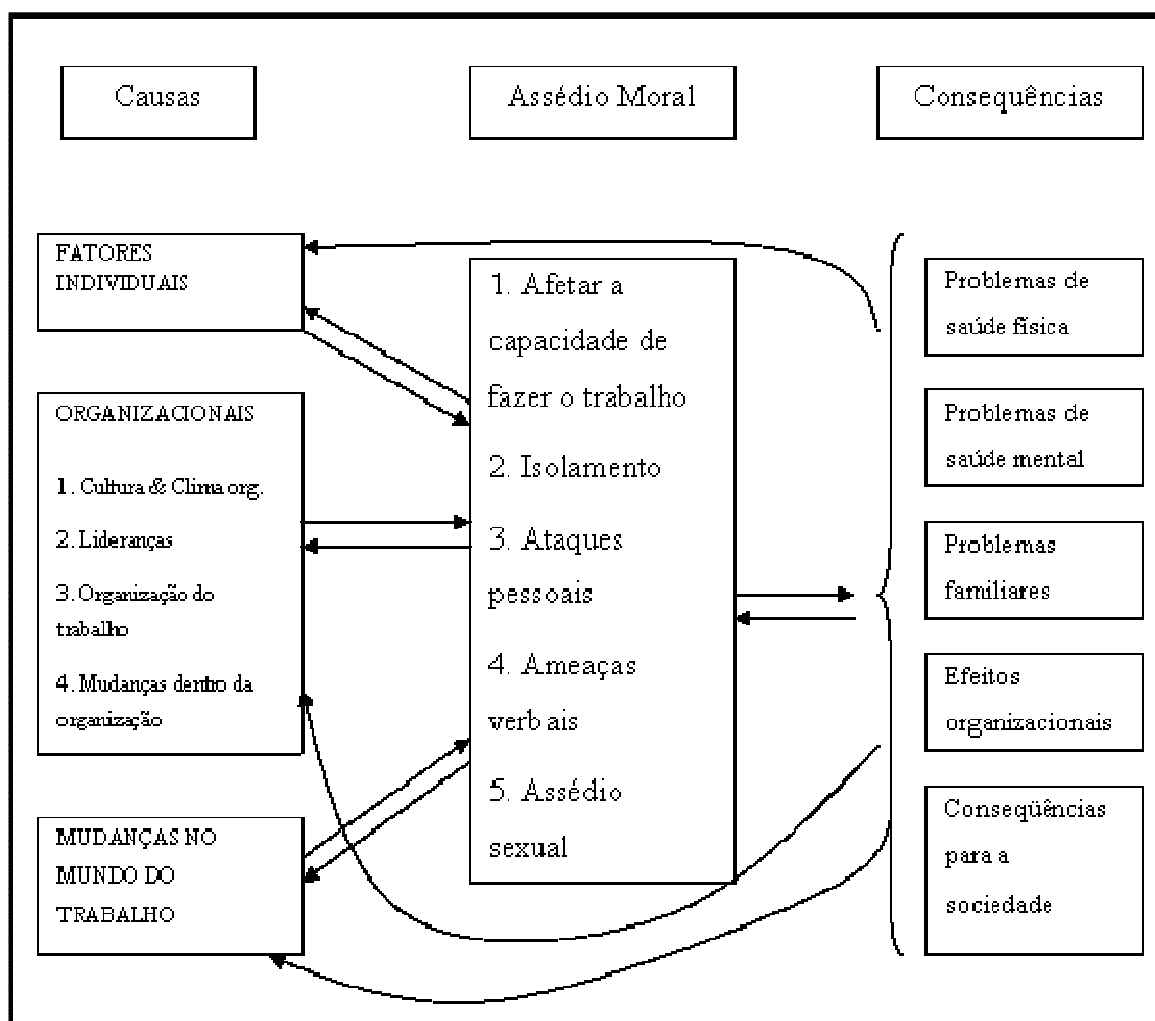 Causas
Assédio Moral
Consequências
FATORES
INDIVIDUAIS
ORGANIZACIONAIS
1. Cultura & Clima org.
2. Lideranças
3. Organização do
trabalho
4. Mudanças dentro da
organização
MUDANÇAS NO
MUNDO DO
TRABALHO
1. Afetar a
capacidade de
fazer o trabalho
2. Isolamento
3. Ataques
pessoais
4. Ameaças
verbais
5. Assédio
sexual
Problemas de
saúde física
Problemas de
saúde mental
Problemas
familiares
Efeitos
organizacionais
Conseqüências
para a
sociedade